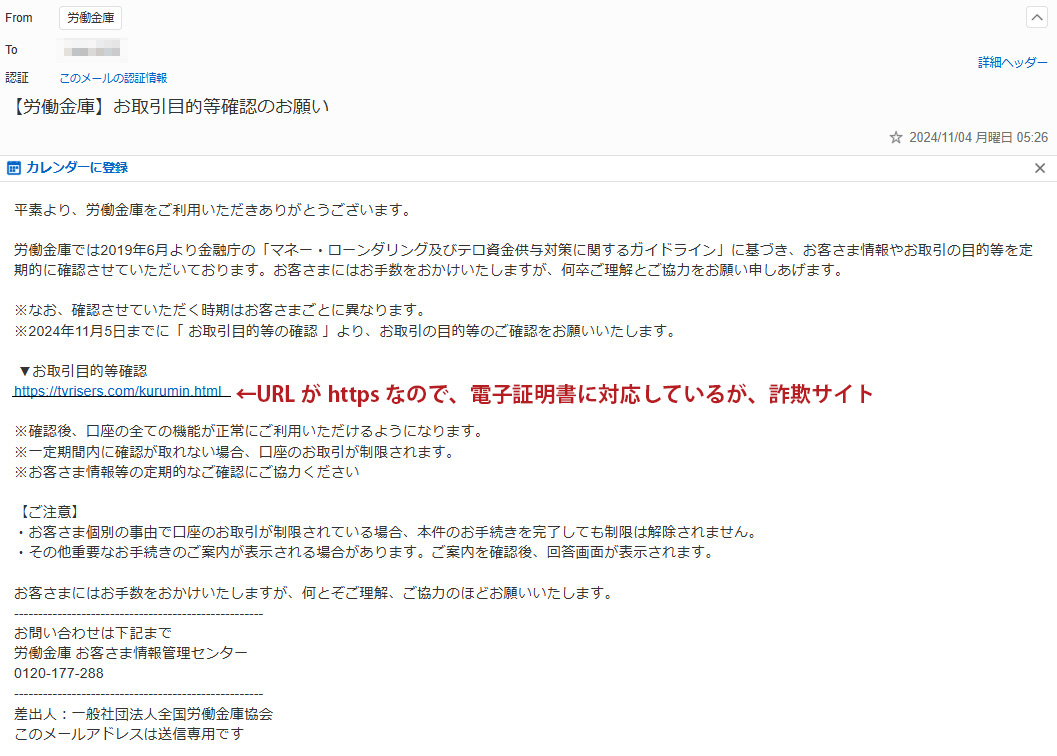 From 労働金庫
To
詳細ヘッダー
認証 このメールの認証情報
【労働金庫】お取引目的等確認のお願い
☆ 2024/11/04 月曜日 05:26
カレンダーに登録 ×
平素より、労働金庫をご利用いただきありがとうございます。
労働金庫では2019年6月より金融庁の「マネー・ローンダリング及びテロ資金供与対策に関するガイドライン」に基づき、お客さま情報やお取引の目的等を定
期的に確認させていただいております。お客さまにはお手数をおかけいたしますが、何卒ご理解とご協力をお願い申しあげます。
※なお、確認させていただく時期はお客さまごとに異なります。
※2024年11月5日までに「 お取引目的等の確認 」より、お取引の目的等のご確認をお願いいたします。
▼お取引目的等確認
https://tvrisers.com/kurumin.html ←URL が https なので、電子証明書に対応しているが、詐欺サイト
※確認後、口座の全ての機能が正常にご利用いただけるようになります。
※一定期間内に確認が取れない場合、口座のお取引が制限されます。
※お客さま情報等の定期的なご確認にご協力ください
【ご注意】
・お客さま個別の事由で口座のお取引が制限されている場合、本件のお手続きを完了しても制限は解除されません。
・その他重要なお手続きのご案内が表示される場合があります。ご案内を確認後、回答画面が表示されます。
お客さまにはお手数をおかけいたしますが、何とぞご理解、ご協力のほどお願いいたします。
----------------------------------------------------
お問い合わせは下記まで
労働金庫 お客さま情報管理センター
0120-177-288
----------------------------------------------------
差出人：一般社団法人全国労働金庫協会
このメールアドレスは送信専用です